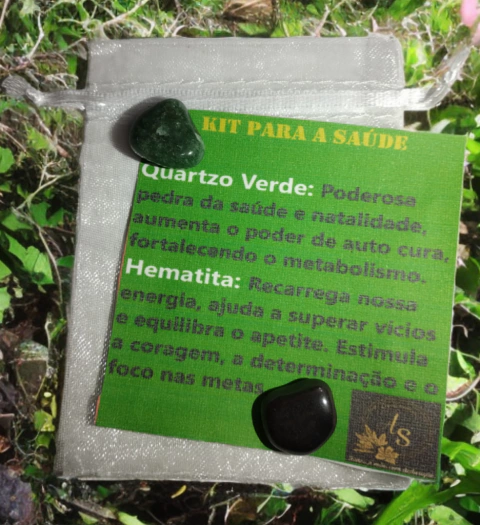 KIT PARA A SAÚDE
Quartzo Verde: Poderosa
pedra da saúde e natalidade,
aumenta o poder de auto cura,
fortalecendo o metabolismo.
Hematita: Recarrega nossa
energia, ajuda a superar vicios
e equilibra o apetite. Estimula
a coragem, a determinação e o
foco nas metas